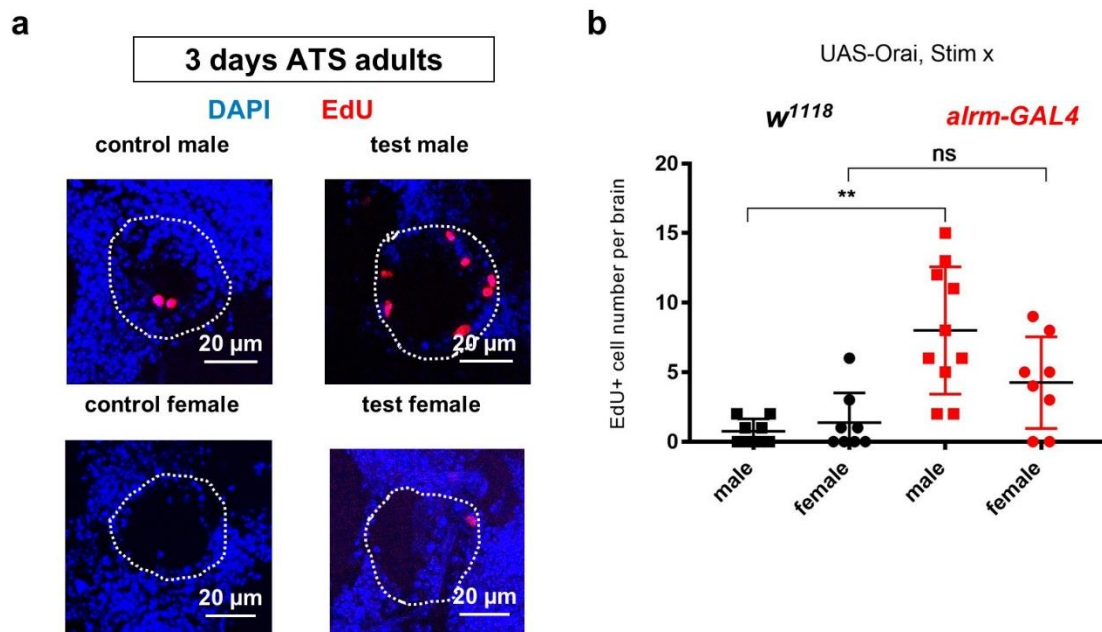 a
3 days ATS adults
DAPI EdU
control male test male
20 µm 20 µm
control female test female
20 µm 20 µm
b
UAS-Orai, Stim x
w1118 alrm-GAL4
ns
**
EdU+ cell number per brain
20
15
10
5
0
male female male female